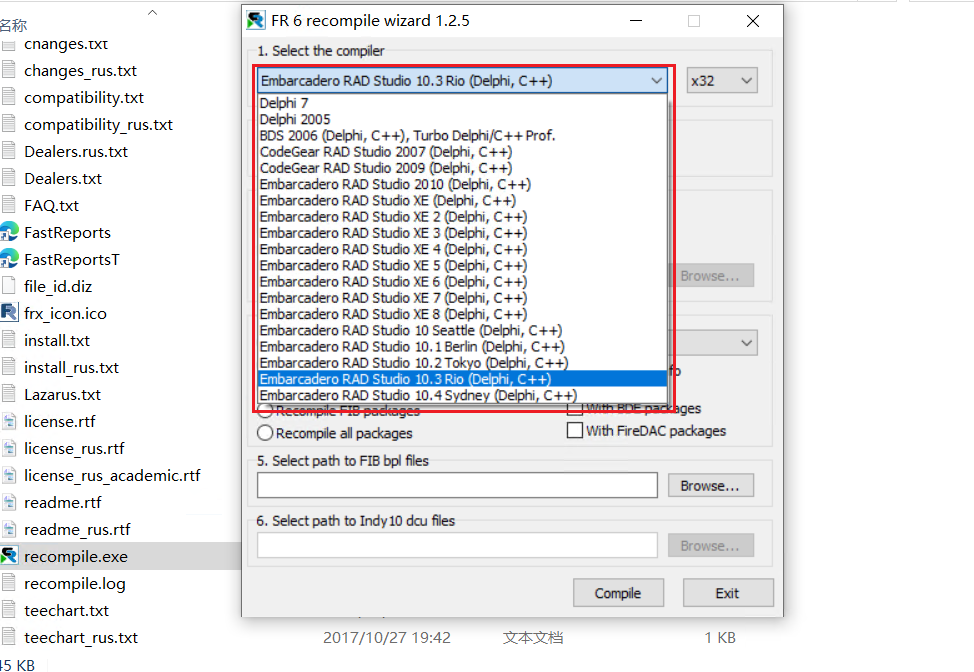 名称
changes.txt
changes_rus.txt
compatibility.txt
compatibility_rus.txt
Dealers.rus.txt
Dealers.txt
FAQ.txt
FastReports
FastReportsT
file_id.diz
frx_icon.ico
install.txt
install_rus.txt
Lazarus.txt
license.rtf
license_rus.rtf
license_rus_academic.rtf
readme.rtf
readme_rus.rtf
recompile.exe
recompile.log
teechart.txt
teechart_rus.txt
2017/10/27 19:42 文本文档 1 KB
45 KB
FR 6 recompile wizard 1.2.5
1. Select the compiler
Embarcadero RAD Studio 10.3 Rio (Delphi, C++)
x32
Delphi 7
Delphi 2005
BDS 2006 (Delphi, C++), Turbo Delphi/C++ Prof.
CodeGear RAD Studio 2007 (Delphi, C++)
CodeGear RAD Studio 2009 (Delphi, C++)
Embarcadero RAD Studio 2010 (Delphi, C++)
Embarcadero RAD Studio XE (Delphi, C++)
Embarcadero RAD Studio XE 2 (Delphi, C++)
Embarcadero RAD Studio XE 3 (Delphi, C++)
Embarcadero RAD Studio XE 4 (Delphi, C++)
Embarcadero RAD Studio XE 5 (Delphi, C++)
Embarcadero RAD Studio XE 6 (Delphi, C++)
Embarcadero RAD Studio XE 7 (Delphi, C++)
Embarcadero RAD Studio XE 8 (Delphi, C++)
Embarcadero RAD Studio 10 Seattle (Delphi, C++)
Embarcadero RAD Studio 10.1 Berlin (Delphi, C++)
Embarcadero RAD Studio 10.2 Tokyo (Delphi, C++)
Embarcadero RAD Studio 10.3 Rio (Delphi, C++)
Embarcadero RAD Studio 10.4 Sydney (Delphi, C++)
Browse...
fo
Recompile FIB packages
With BDE packages
Recompile all packages
With FireDAC packages
5. Select path to FIB bpl files
Browse...
6. Select path to Indy10 dcu files
Browse...
Compile
Exit